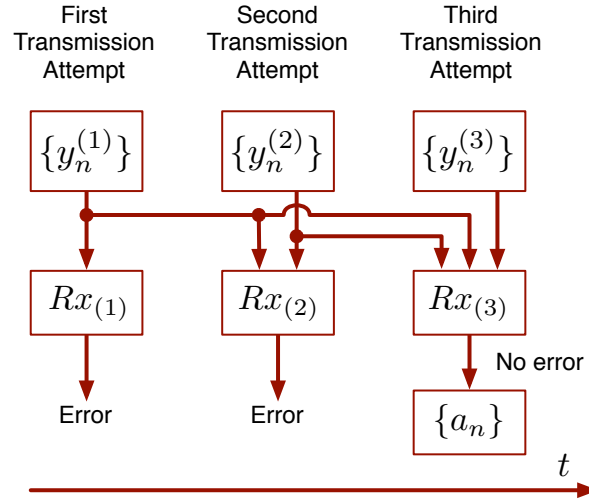 First Transmission Attempt
Second Transmission Attempt
Third Transmission Attempt
{y_n^{(1)}}
{y_n^{(2)}}
{y_n^{(3)}}
Rx_{(1)}
Rx_{(2)}
Rx_{(3)}
No error
Error
Error
{a_n}
t